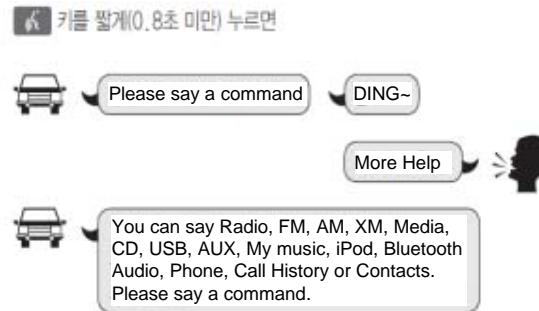 키를 짧게(0.8초 미만) 누르면
Please say a command
DING~
More Help
You can say Radio, FM, AM, XM, Media,
CD, USB, AUX, My music, iPod, Bluetooth
Audio, Phone, Call History or Contacts.
Please say a command.